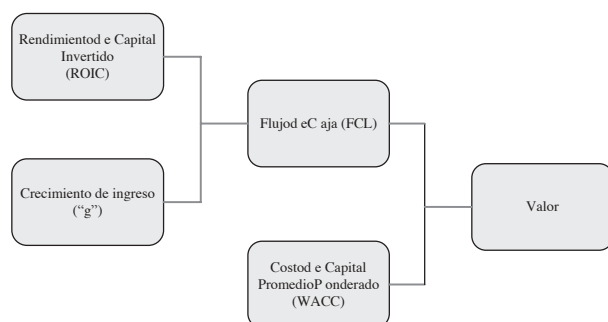 Rendimientod e Capital
Invertido
(ROIC)
Flujod eC aja (FCL)
Crecimiento de ingreso
(“g”)
Valor
Costod e Capital
PromedioP onderado
(WACC)